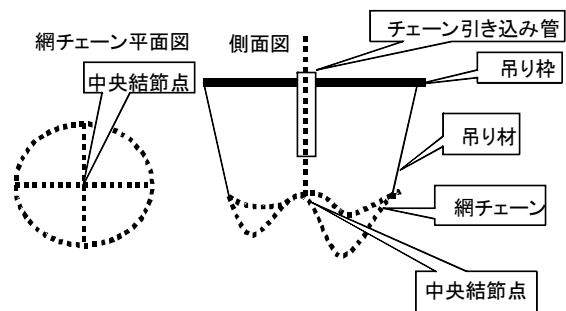 網チェーン平面図
中央結節点
側面図
チェーン引き込み管
吊り枠
吊り材
網チェーン
中央結節点